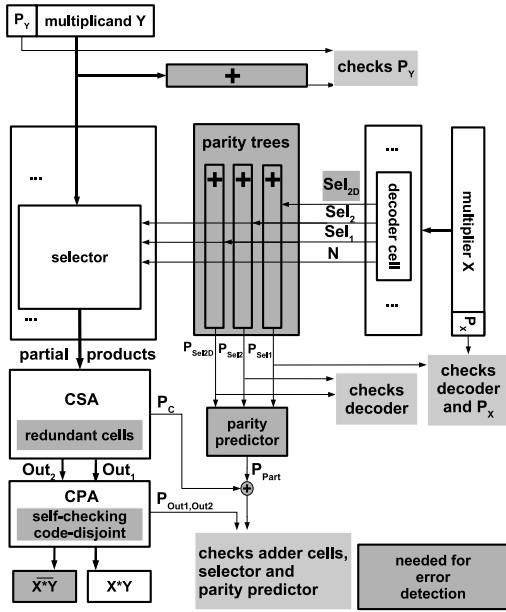 P_Y multiplicand Y
checks P_Y
+
parity trees
+ + +
...
...
...
...
Sel_2D
Sel_2
Sel_1
N
selector
decoder cell
multiplier X
P_X
partial products
P_Sel2D P_Sel2 P_Sel1
checks decoder and P_X
checks decoder
CSA
redundant cells
P_C
parity predictor
P_Part
+
Out_2 Out_1
CPA
self-checking
code-disjoint
P_Out1,Out2
checks adder cells,
selector and
parity predictor
needed for
error
detection
X̅*̅Y̅
X*Y